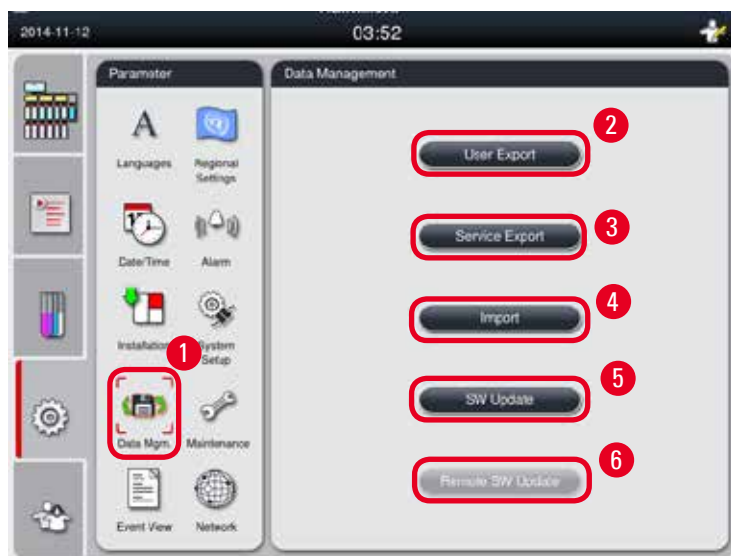 2014-11-12
03:52
Parameter
Data Management
Languages
Regional
Settings
Date/Time
Alarm
Installation
System
Setup
Data Mgm.
Maintenance
Event View
Network
1
User Export
2
Service Export
3
Import
4
SW Update
5
Remote SW Update
6